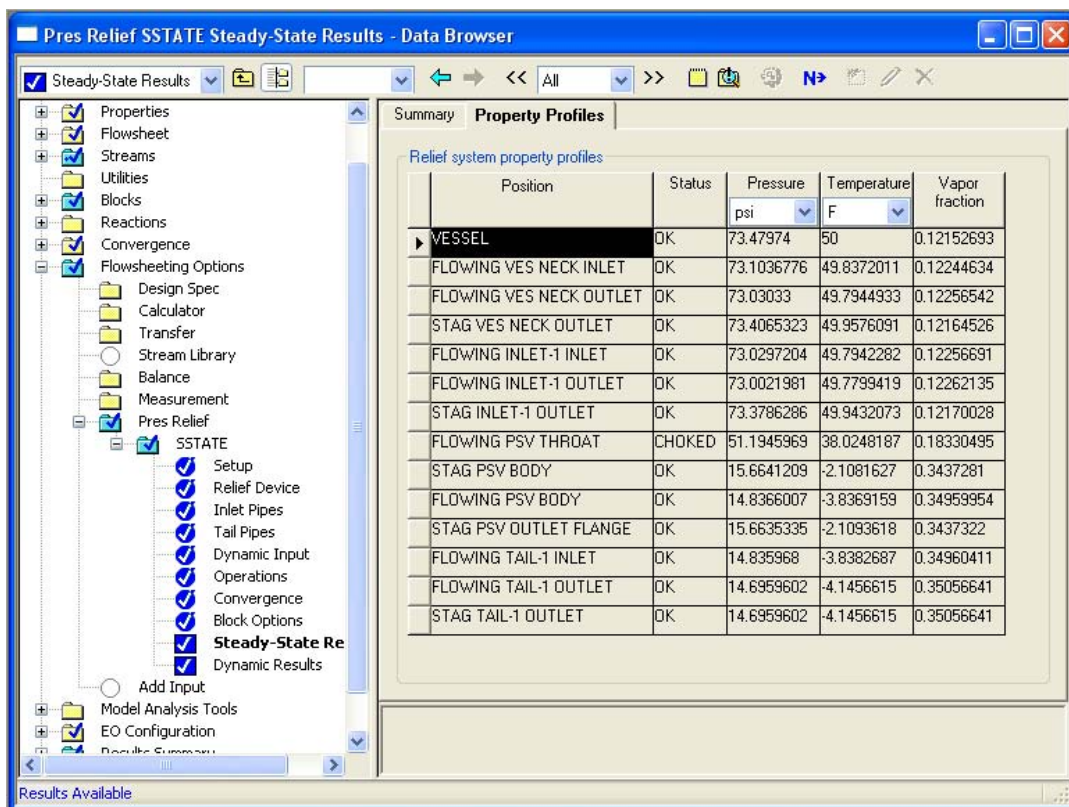 Pres Relief SSTATE Steady-State Results - Data Browser
Steady-State Results << All >> N
Properties
Flowsheet
Streams
Utilities
Blocks
Reactions
Convergence
Flowsheeting Options
Design Spec
Calculator
Transfer
Stream Library
Balance
Measurement
Pres Relief
SSTATE
Setup
Relief Device
Inlet Pipes
Tail Pipes
Dynamic Input
Operations
Convergence
Block Options
Steady-State Re
Dynamic Results
Add Input
Model Analysis Tools
EO Configuration
Results Summary
Summary Property Profiles
Relief system property profiles
Position Status Pressure Temperature Vapor fraction
psi F
VESSEL OK 73.47974 50 0.12152693
FLOWING VES NECK INLET OK 73.1036776 49.8372011 0.12244634
FLOWING VES NECK OUTLET OK 73.03033 49.7944933 0.12256542
STAG VES NECK OUTLET OK 73.4065323 49.9576091 0.12164526
FLOWING INLET-1 INLET OK 73.0297204 49.7942282 0.12256691
FLOWING INLET-1 OUTLET OK 73.0021981 49.7799419 0.12262135
STAG INLET-1 OUTLET OK 73.3786286 49.9432073 0.12170028
FLOWING PSV THROAT CHOKED 51.1945969 38.0248187 0.18330495
STAG PSV BODY OK 15.6641209 -2.1081627 0.3437281
FLOWING PSV BODY OK 14.8366007 -3.8369159 0.34959954
STAG PSV OUTLET FLANGE OK 15.6635335 -2.1093618 0.3437322
FLOWING TAIL-1 INLET OK 14.835968 -3.8382687 0.34960411
FLOWING TAIL-1 OUTLET OK 14.6959602 -4.1456615 0.35056641
STAG TAIL-1 OUTLET OK 14.6959602 -4.1456615 0.35056641
Results Available